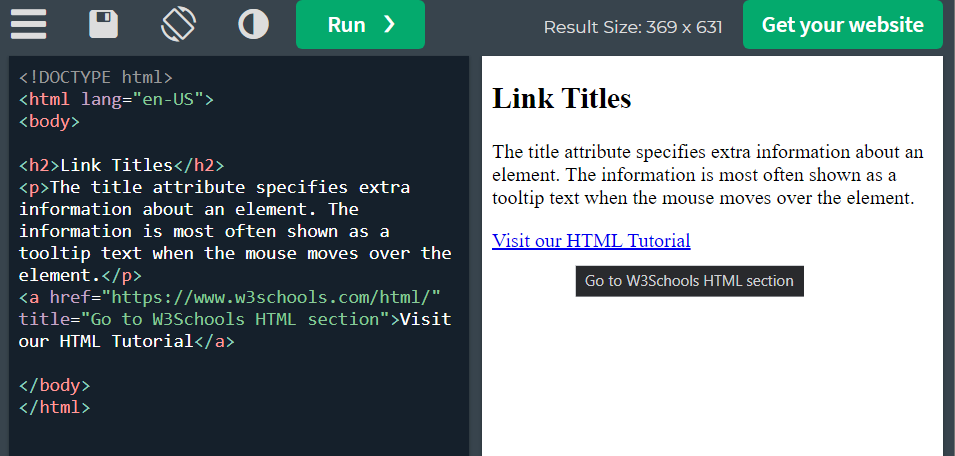 Run ❯
Result Size: 369 x 631
Get your website
<!DOCTYPE html>
<html lang="en-US">
<body>
<h2>Link Titles</h2>
<p>The title attribute specifies extra
information about an element. The
information is most often shown as a
tooltip text when the mouse moves over the
element.</p>
<a href="https://www.w3schools.com/html/"
title="Go to W3Schools HTML section">Visit
our HTML Tutorial</a>
</body>
</html>
Link Titles
The title attribute specifies extra information about an
element. The information is most often shown as a
tooltip text when the mouse moves over the element.
Visit our HTML Tutorial
Go to W3Schools HTML section